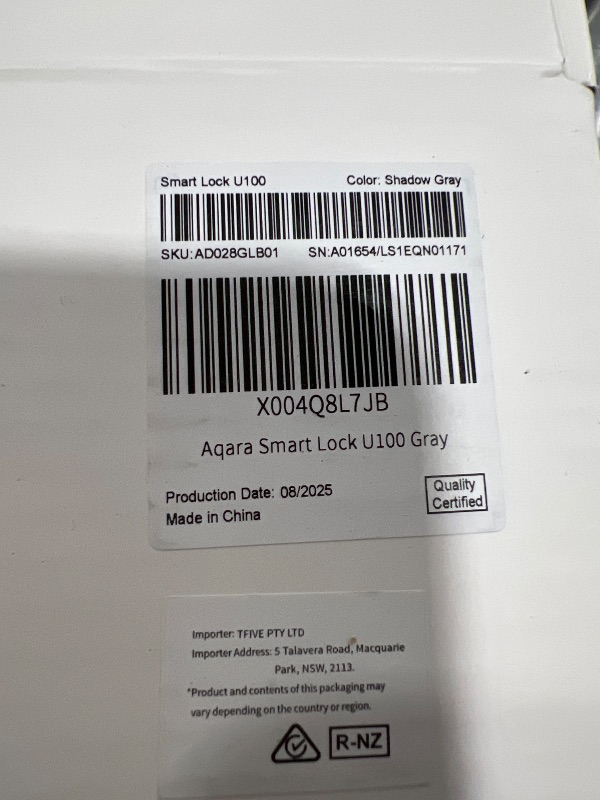 Smart Lock U100 Color: Shadow Gray
SKU:AD028GLB01 SN:A01654/LS1EQN01171
X004Q8L7JB
Aqara Smart Lock U100 Gray
Production Date: 08/2025
Made in China
Quality
Certified
Importer: TFIVE PTY LTD
Importer Address: 5 Talavera Road, Macquarie
Park, NSW, 2113.
*Product and contents of this packaging may
vary depending on the country or region.
R-NZ